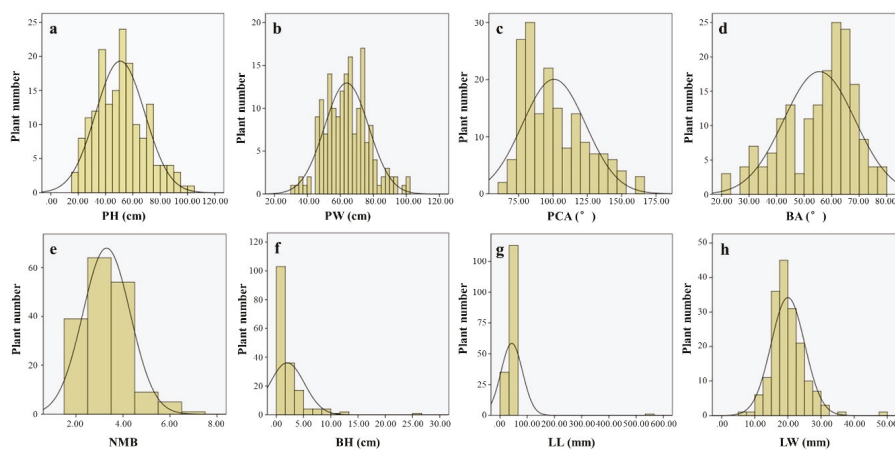 a
25
20
15
10
5
0
Plant number
.00 20.00 40.00 60.00 80.00 100.00 120.00
PH (cm)
b
20
15
10
5
0
Plant number
.00 20.00 40.00 60.00 80.00 100.00 120.00
PW (cm)
c
30
20
10
0
Plant number
75.00 100.00 125.00 150.00 175.00
PCA (°)
d
25
20
15
10
5
0
Plant number
20.00 30.00 40.00 50.00 60.00 70.00 80.00
BA (°)
e
60
40
20
0
Plant number
2.00 4.00 6.00 8.00
NMB
f
120
100
80
60
40
20
0
Plant number
.00 5.00 10.00 15.00 20.00 25.00 30.00
BH (cm)
g
100
125
75
50
25
0
Plant number
.00 100.00 200.00 300.00 400.00 500.00 600.00
LL (mm)
h
50
40
30
20
10
0
Plant number
.00 10.00 20.00 30.00 40.00 50.00
LW (mm)